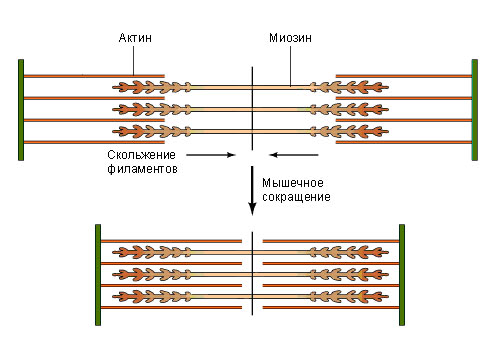 Актин
Миозин
Скольжение
филаментов
Мышечное
сокращение